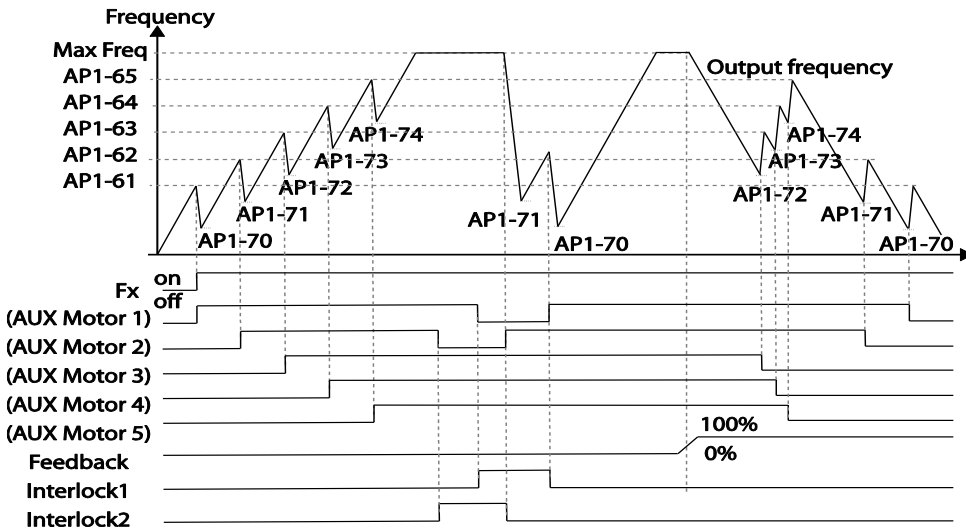 Frequency
Max Freq
Output frequency
AP1-65
AP1-64
AP1-63
AP1-62
AP1-61
AP1-74
AP1-73
AP1-72
AP1-71
AP1-70
AP1-71
AP1-70
AP1-74
AP1-73
AP1-72
AP1-71
AP1-70
on
Fx
off
(AUX Motor 1)
(AUX Motor 2)
(AUX Motor 3)
(AUX Motor 4)
(AUX Motor 5)
100%
Feedback
0%
Interlock1
Interlock2